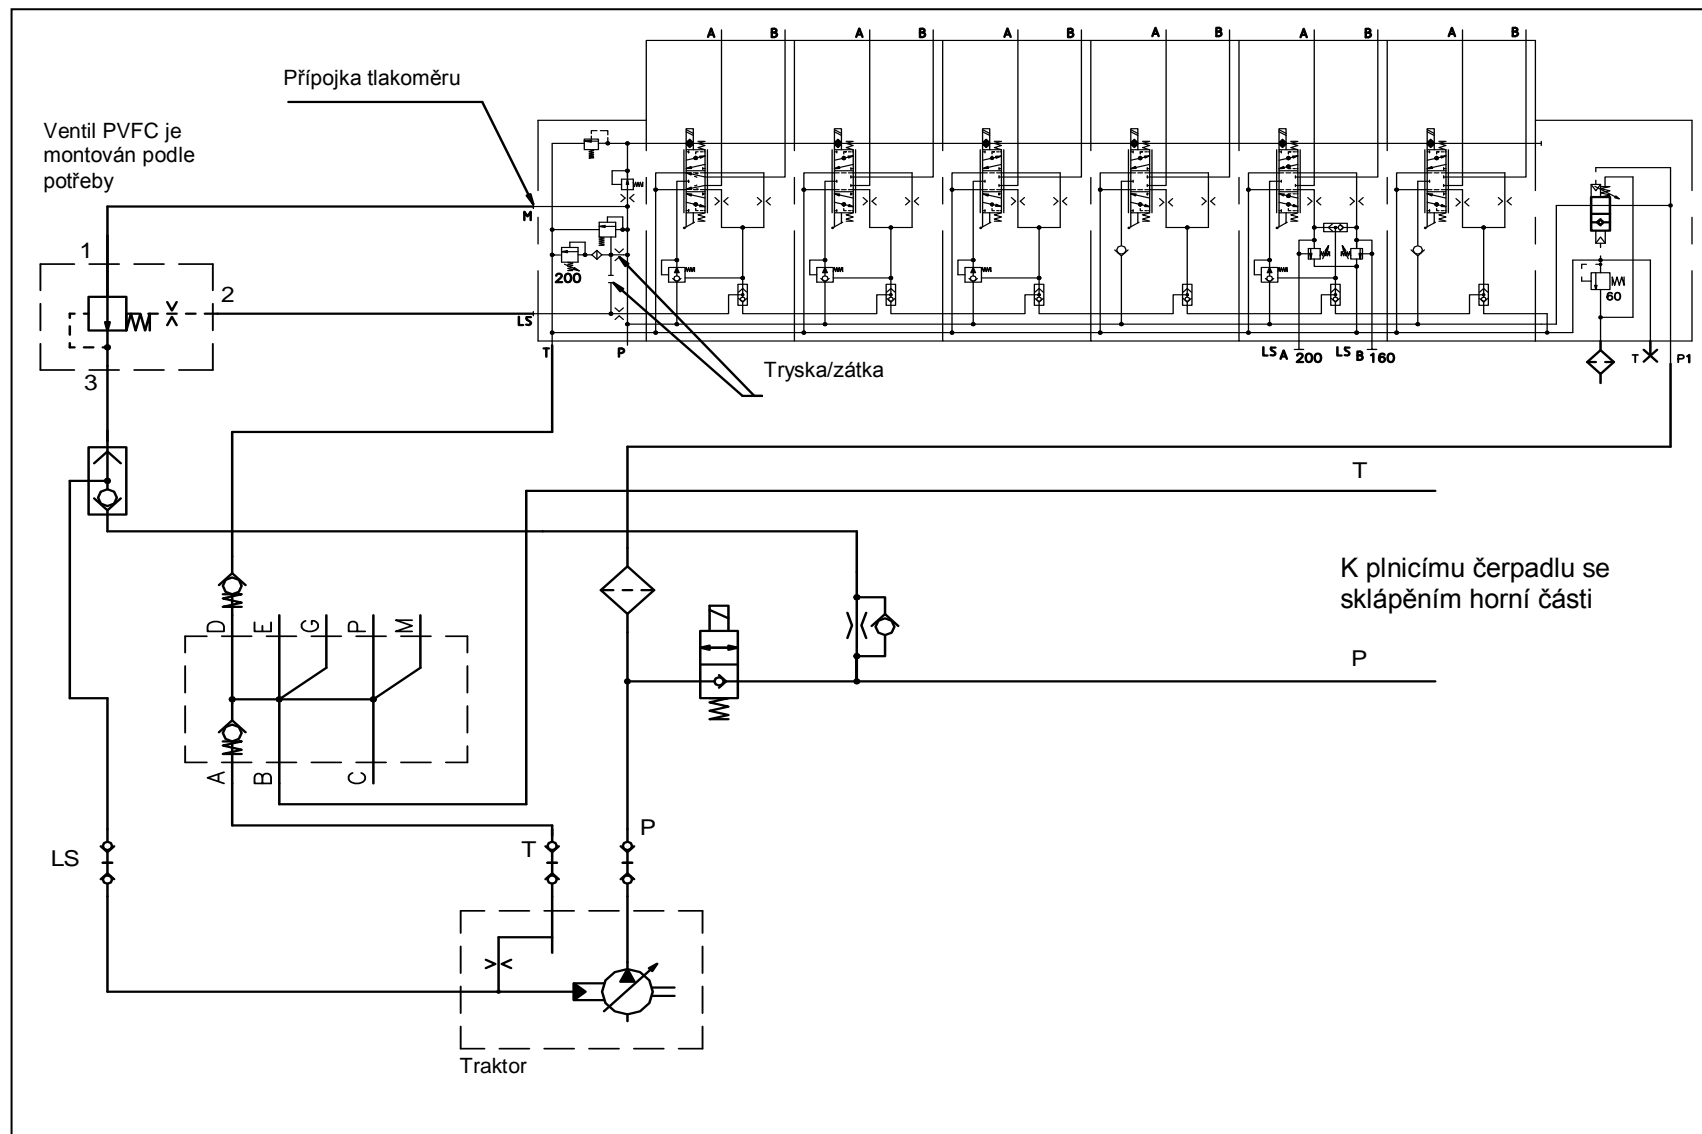 A B A B A B A B A B A B
Přípojka tlakoměru
Ventil PVFC je
montován podle
potřeby
M
1
2
200
60
LS
T P
LS A 200 LS B 160
T P1
3
Tryska/zátka
T
K plnicímu čerpadlu se
sklápěním horní části
D E G P M
P
A B C
P
T
LS
Traktor